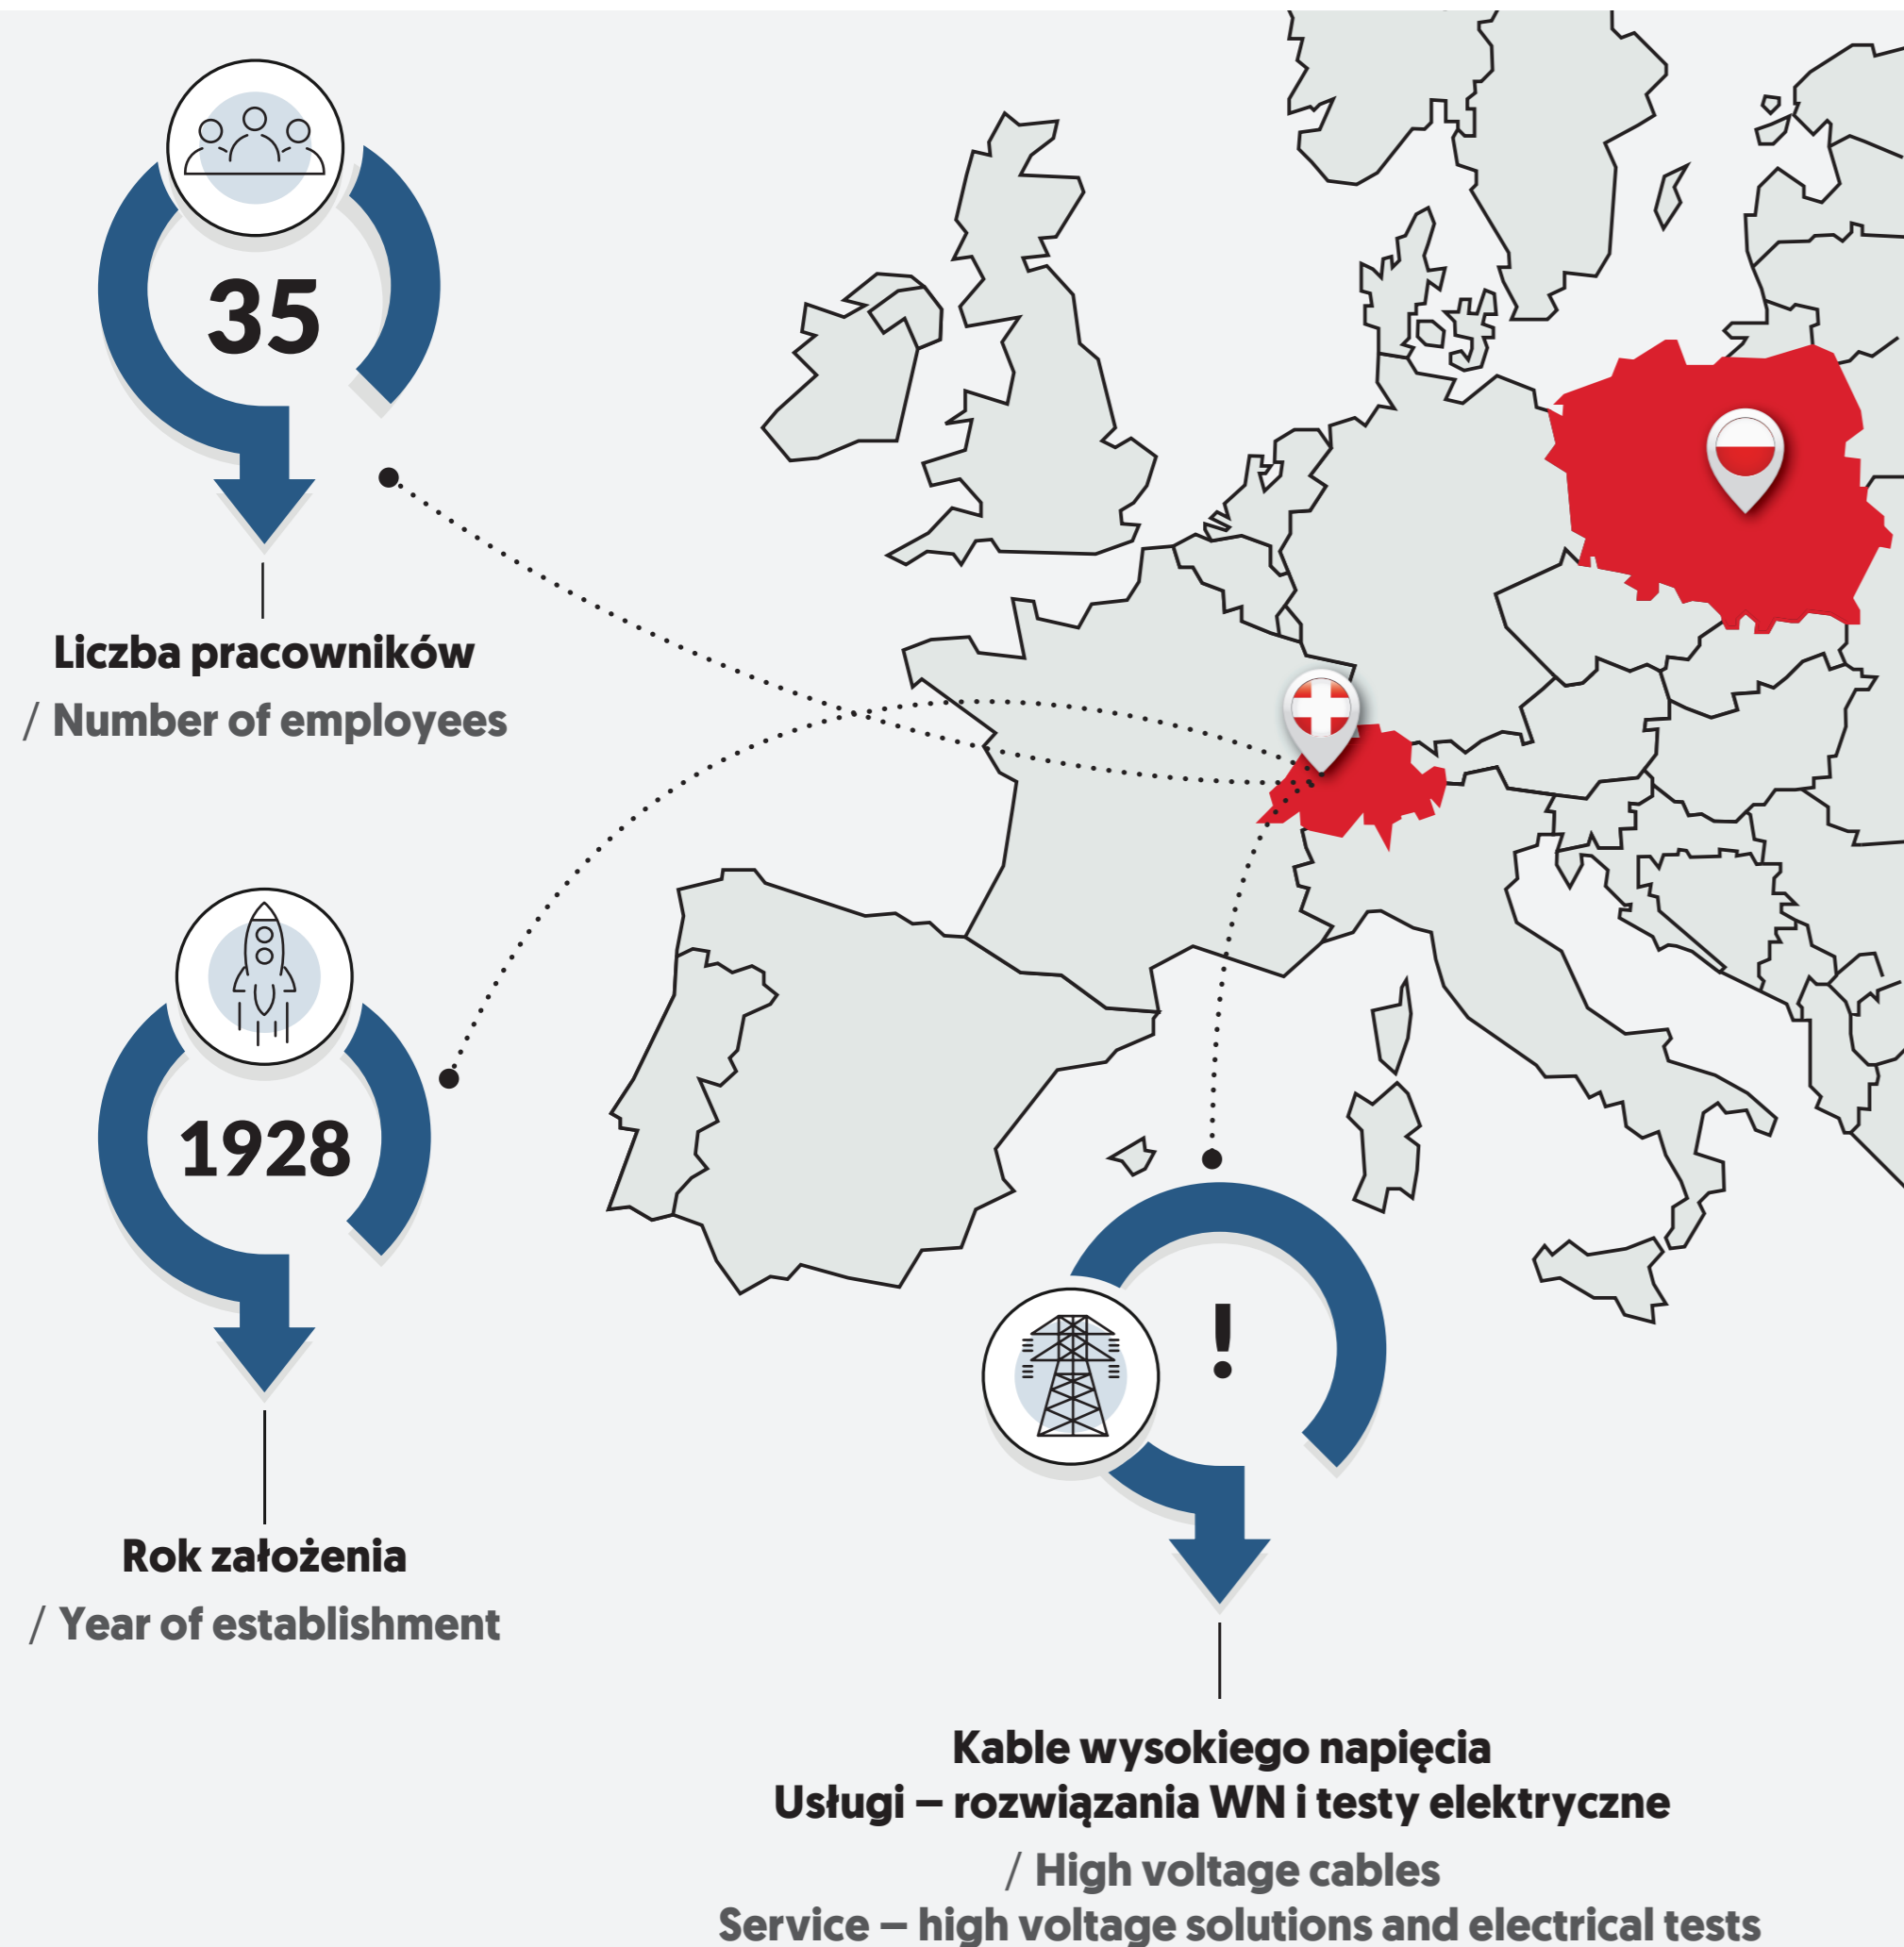 35
Liczba pracowników
/ Number of employees
1928
Rok założenia
/ Year of establishment
!
Kable wysokiego napięcia
Usługi – rozwiązania WN i testy elektryczne
/ High voltage cables
Service – high voltage solutions and electrical tests